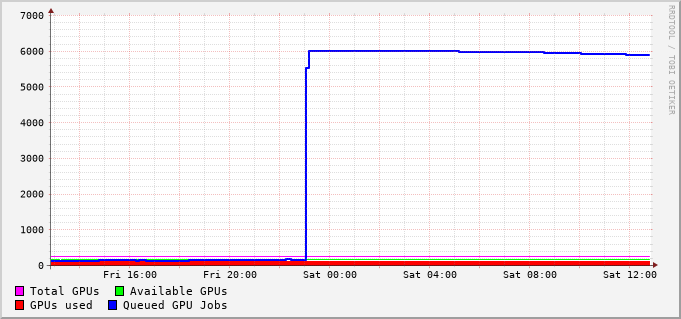 7000
6000
5000
4000
3000
2000
1000
0
Fri 16:00 Fri 20:00 Sat 00:00 Sat 04:00 Sat 08:00 Sat 12:00
Total GPUs Available GPUs
GPUs used Queued GPU Jobs
RRDTOOL / TOBI OETIKER